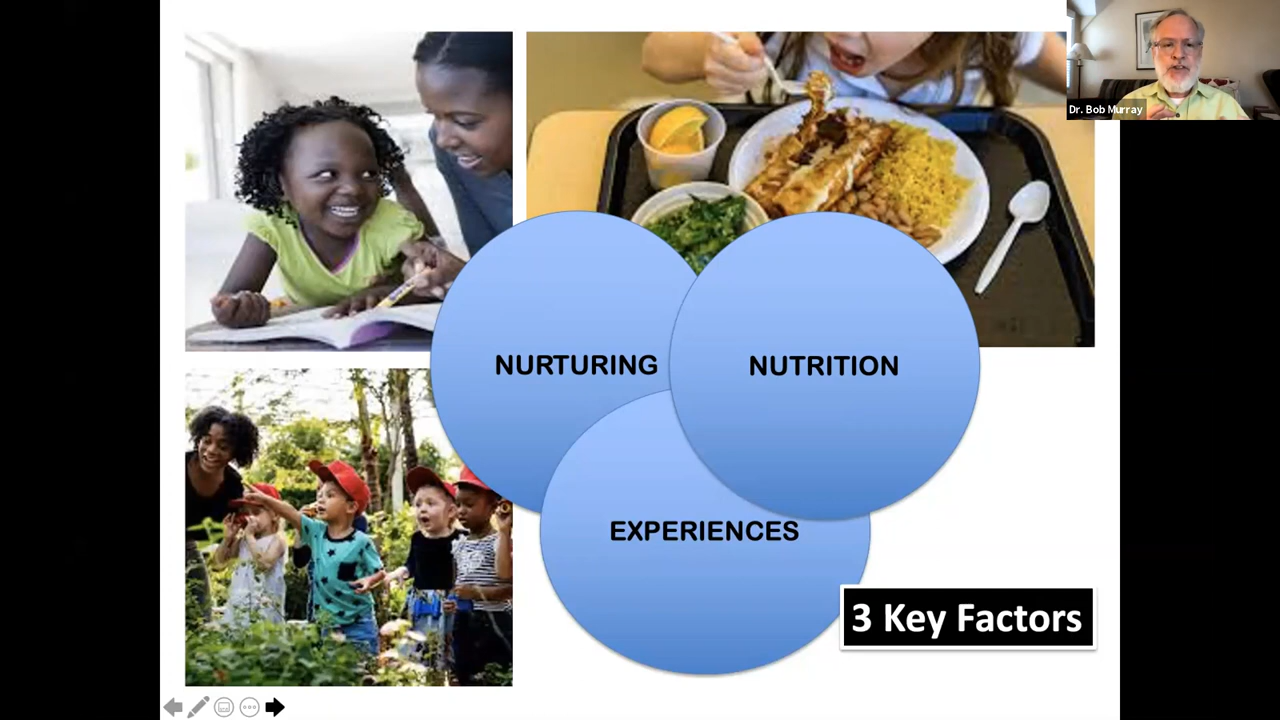 Dr. Bob Murray
NURTURING
NUTRITION
EXPERIENCES
3 Key Factors